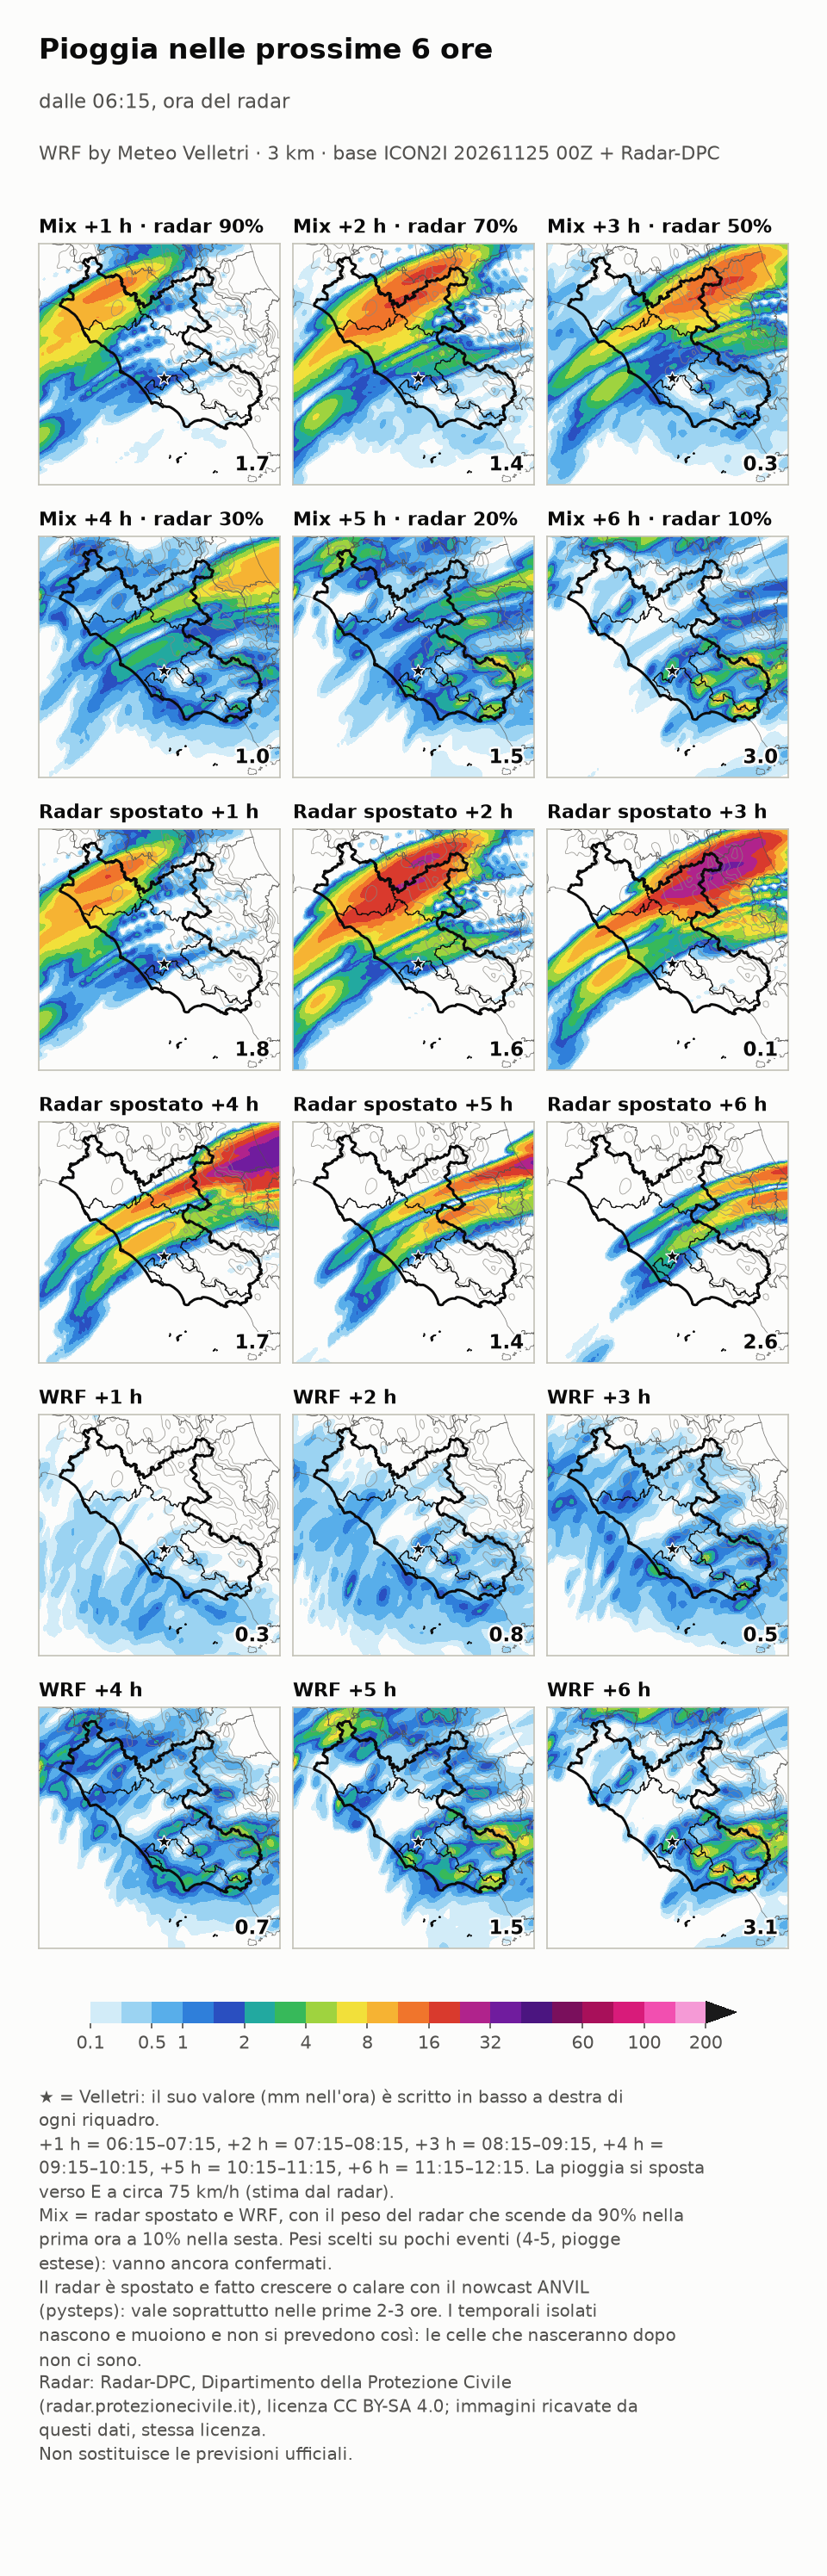 Pioggia nelle prossime 6 ore
dalle 06:15, ora del radar
WRF by Meteo Velletri · 3 km · base ICON2I 20261125 00Z + Radar-DPC
Mix +1 h · radar 90% Mix +2 h · radar 70% Mix +3 h · radar 50%
1.7 1.4 0.3
Mix +4 h · radar 30% Mix +5 h · radar 20% Mix +6 h · radar 10%
1.0 1.5 3.0
Radar spostato +1 h Radar spostato +2 h Radar spostato +3 h
1.8 1.6 0.1
Radar spostato +4 h Radar spostato +5 h Radar spostato +6 h
1.7 1.4 2.6
WRF +1 h WRF +2 h WRF +3 h
0.3 0.8 0.5
WRF +4 h WRF +5 h WRF +6 h
0.7 1.5 3.1
0.1 0.5 1 2 4 8 16 32 60 100 200
★ = Velletri: il suo valore (mm nell'ora) è scritto in basso a destra di
ogni riquadro.
+1 h = 06:15–07:15, +2 h = 07:15–08:15, +3 h = 08:15–09:15, +4 h =
09:15–10:15, +5 h = 10:15–11:15, +6 h = 11:15–12:15. La pioggia si sposta
verso E a circa 75 km/h (stima dal radar).
Mix = radar spostato e WRF, con il peso del radar che scende da 90% nella
prima ora a 10% nella sesta. Pesi scelti su pochi eventi (4-5, piogge
estese): vanno ancora confermati.
Il radar è spostato e fatto crescere o calare con il nowcast ANVIL
(pysteps): vale soprattutto nelle prime 2-3 ore. I temporali isolati
nascono e muoiono e non si prevedono così: le celle che nasceranno dopo
non ci sono.
Radar: Radar-DPC, Dipartimento della Protezione Civile
(radar.protezionecivile.it), licenza CC BY-SA 4.0; immagini ricavate da
questi dati, stessa licenza.
Non sostituisce le previsioni ufficiali.